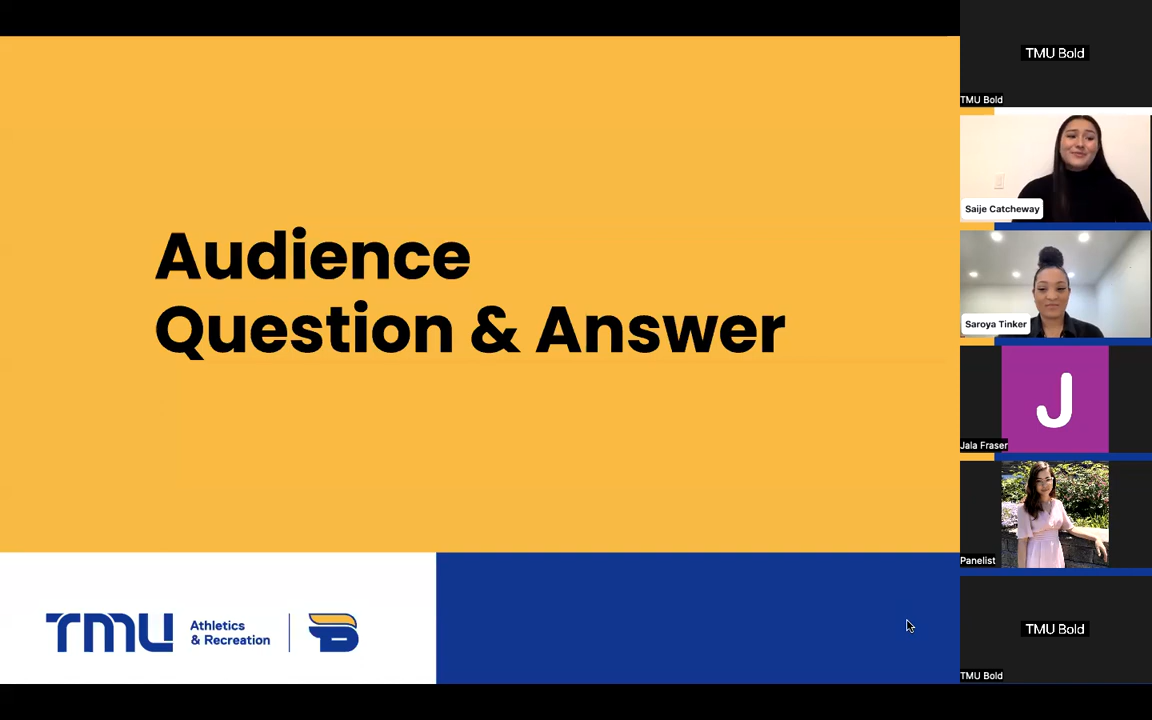 Audience
Question & Answer
TMU
Athletics
& Recreation
B
TMU Bold
TMU Bold
Saije Catcheway
Saroya Tinker
J
Jala Fraser
Panelist
TMU Bold
TMU Bold